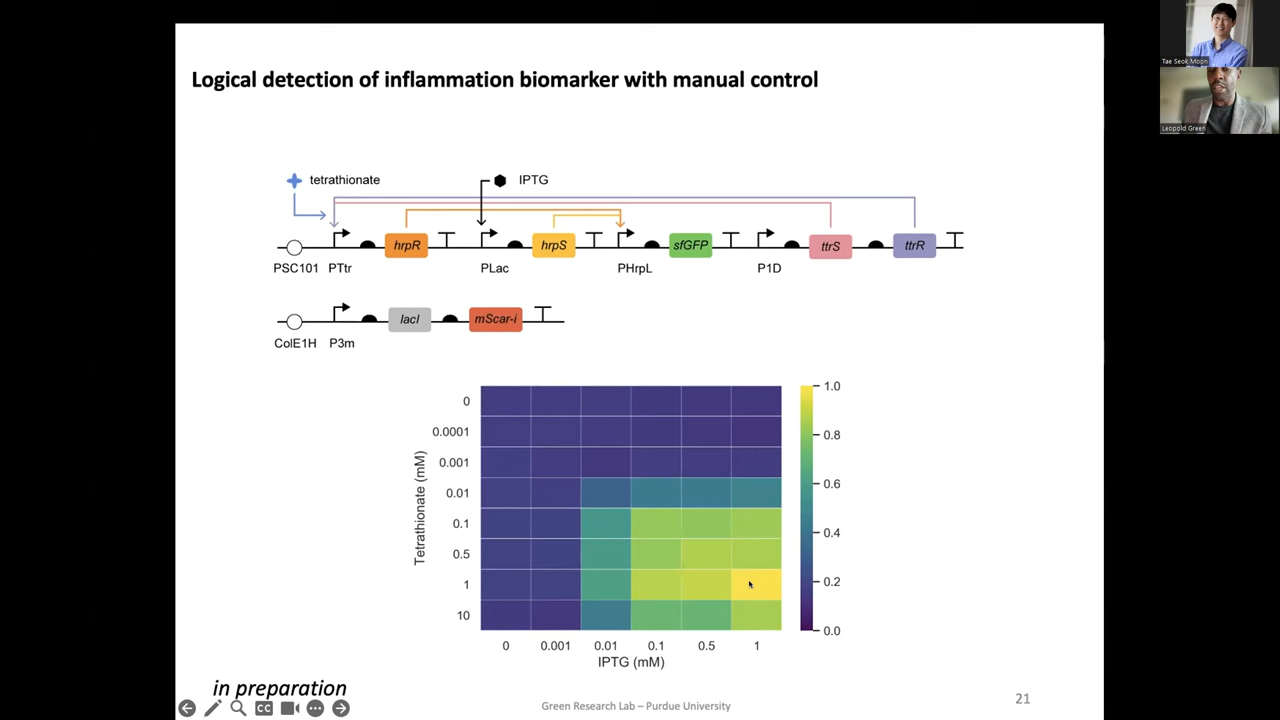 Logical detection of inflammation biomarker with manual control
tetrathionate
IPTG
hrpR
hrpS
sfGFP
ttrS
ttrR
PSC101
PTtr
PLac
PHrpL
P1D
lacI
mScar-i
ColE1H
P3m
Tetrathionate (mM)
0
0.0001
0.001
0.01
0.1
0.5
1
10
0
0.001
0.01
0.1
0.5
1
IPTG (mM)
1.0
0.8
0.6
0.4
0.2
0.0
in preparation
CC
Green Research Lab – Purdue University
21
Tae Seok Moon
Leopold Green